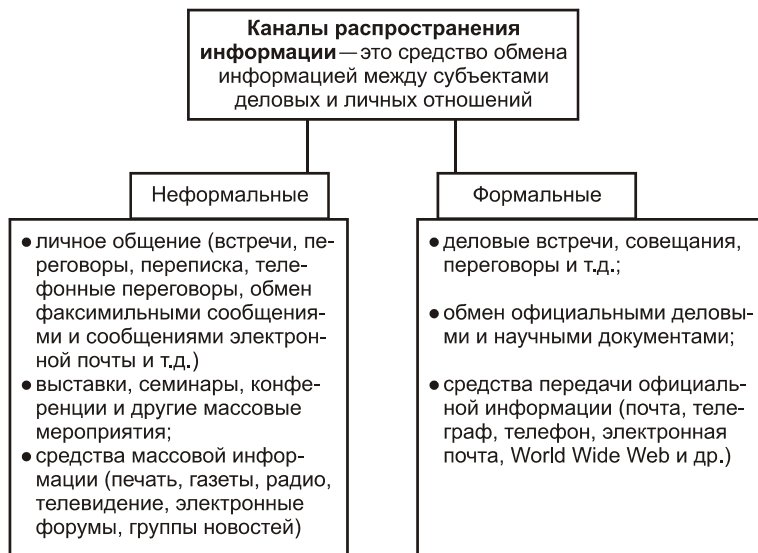 Каналы распространения
информации—это средство обмена
информацией между субъектами
деловых и личных отношений
Неформальные
● личное общение (встречи, пе-
реговоры, переписка, теле-
фонные переговоры, обмен
факсимильными сообщениями
и сообщениями электрон-
ной почты и т.д.)
● выставки, семинары, конфе-
ренции и другие массовые
мероприятия;
● средства массовой инфор-
мации (печать, газеты, радио,
телевидение, электронные
форумы, группы новостей)
Формальные
● деловые встречи, совещания,
переговоры и т.д.;
● обмен официальными деловы-
ми и научными документами;
● средства передачи официаль-
ной информации (почта, теле-
граф, телефон, электронная
почта, World Wide Web и др.)